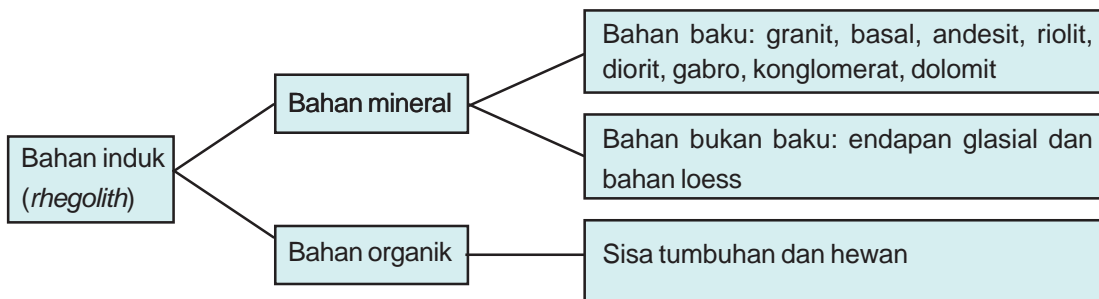 Bahan induk
(rhegolith)
Bahan mineral
Bahan organik
Bahan baku: granit, basal, andesit, riolit,
diorit, gabro, konglomerat, dolomit
Bahan bukan baku: endapan glasial dan
bahan loess
Sisa tumbuhan dan hewan